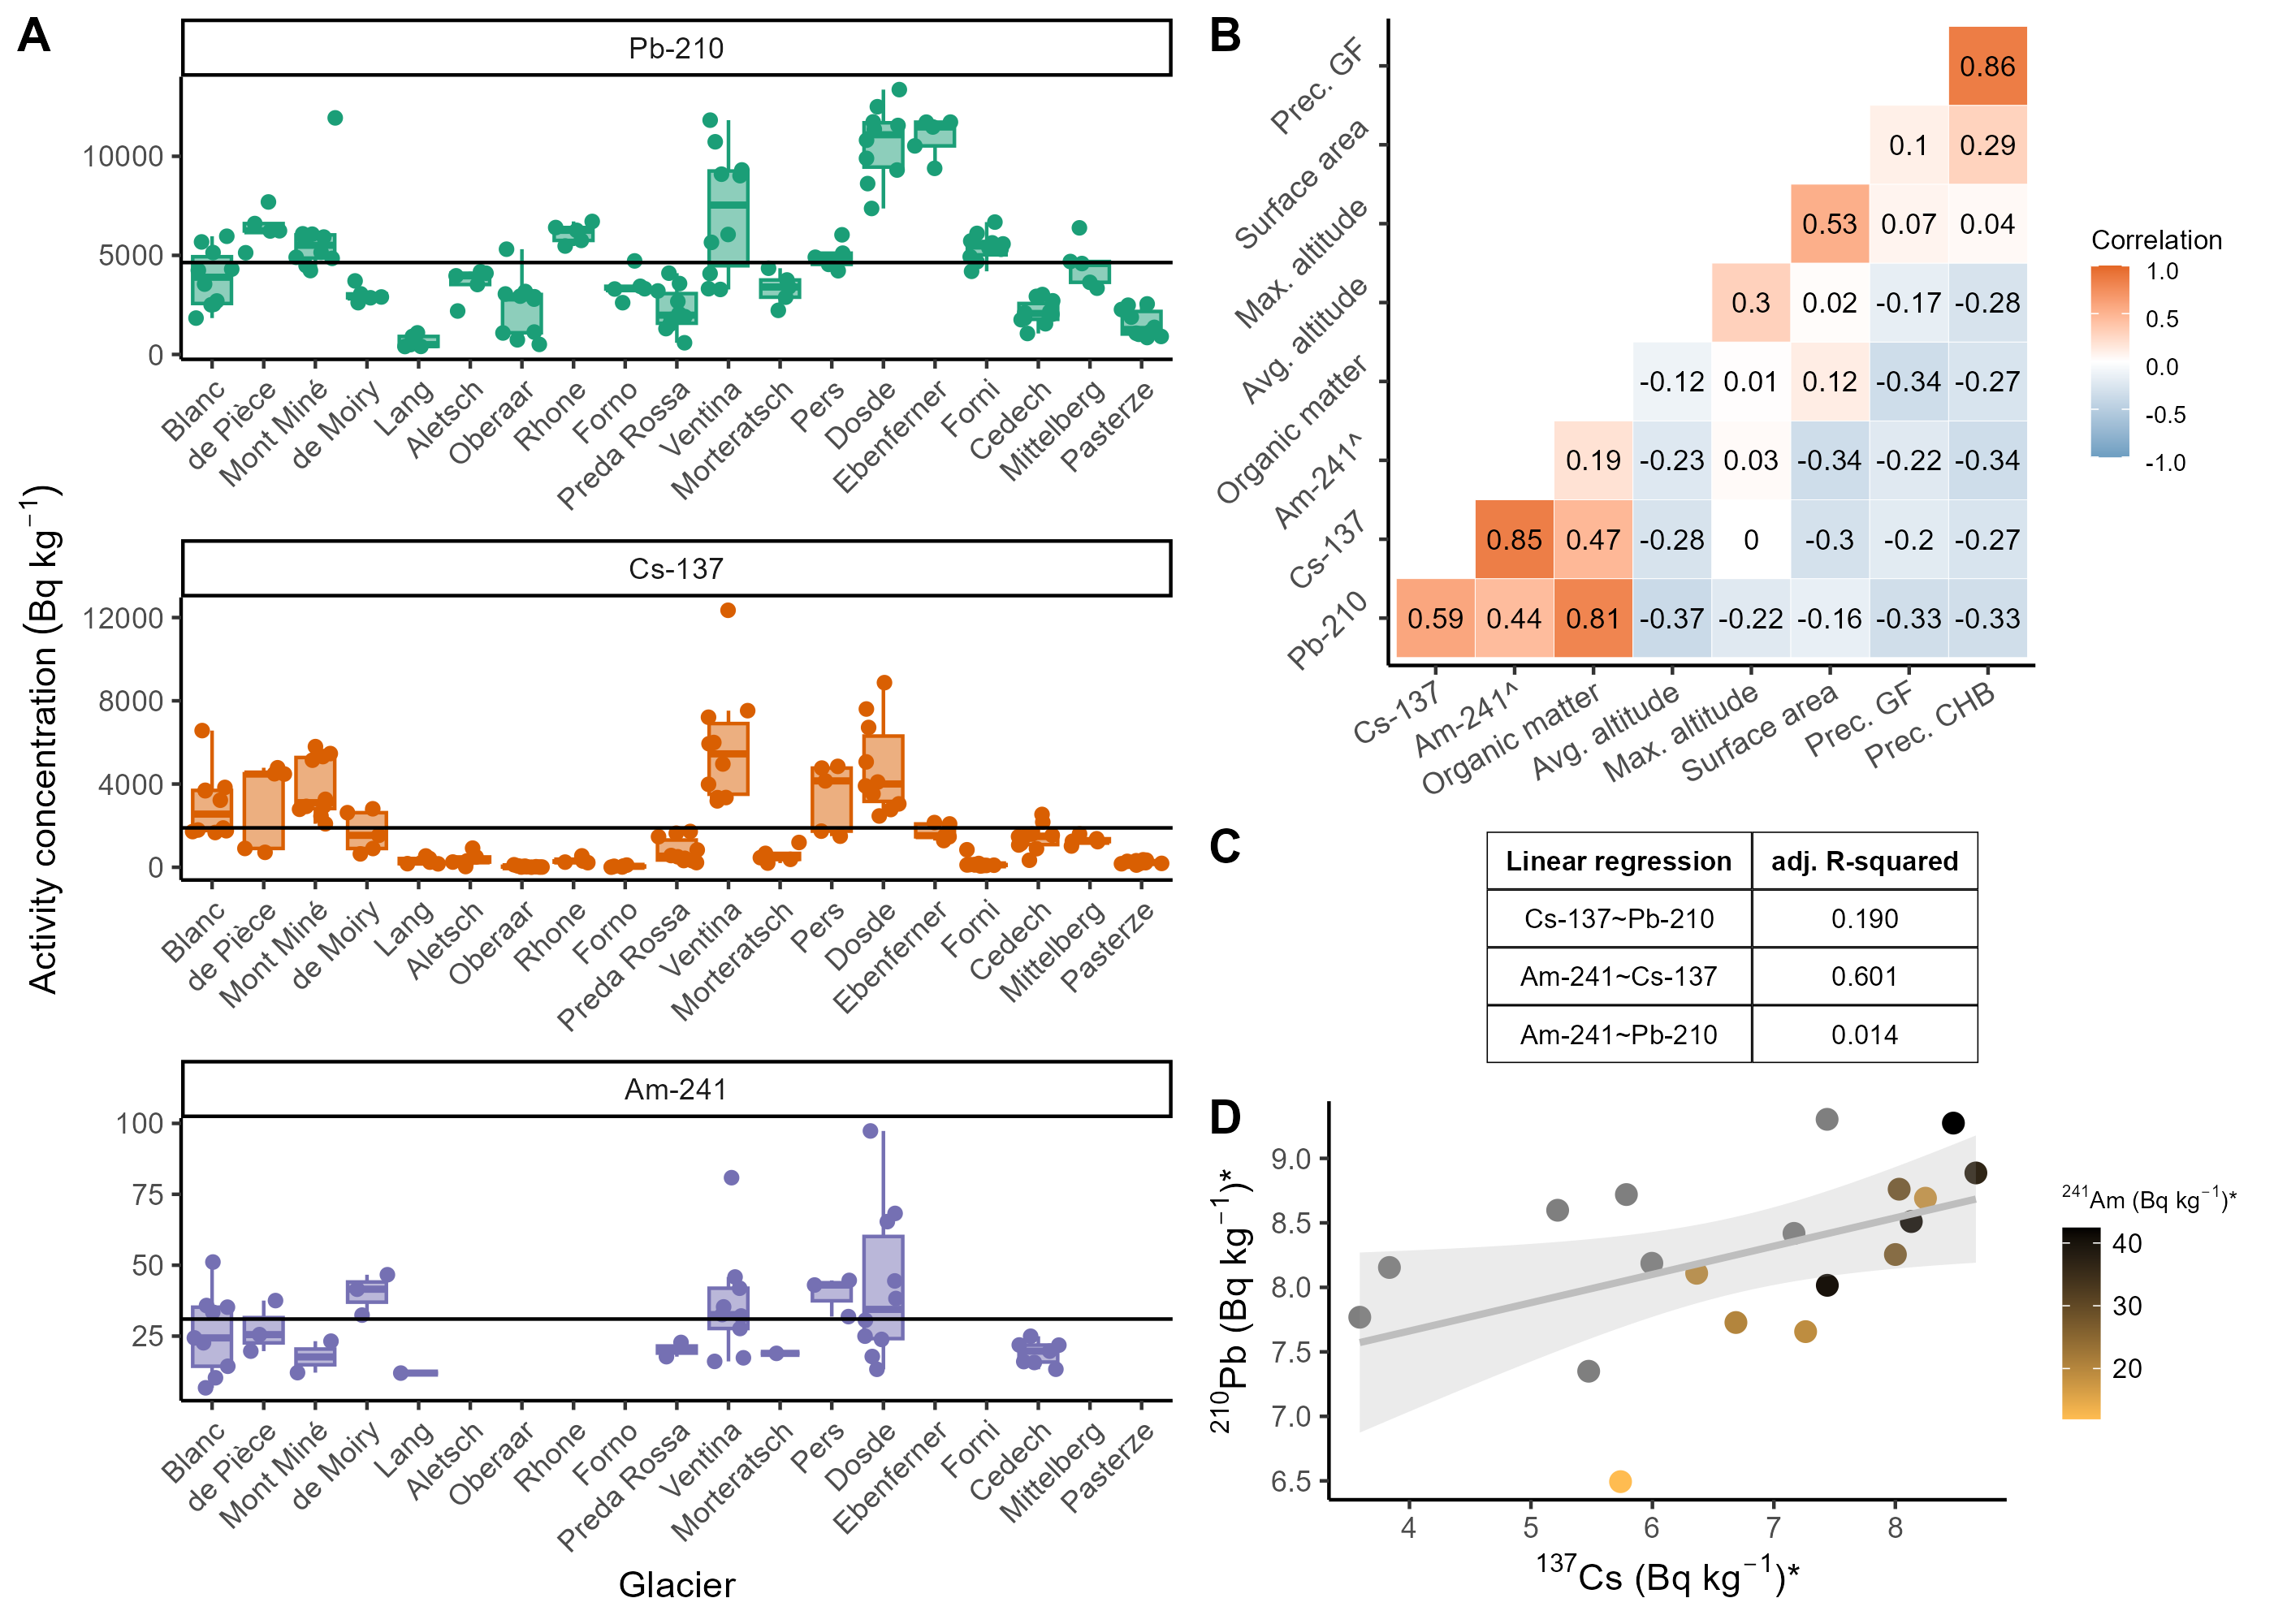 A
Pb-210
10000
5000
0
Blanc
de Pièce
Mont Miné
de Moiry
Lang
Aletsch
Oberaar
Rhone
Forno
Preda Rossa
Ventina
Morteratsch
Pers
Dosde
Ebenferner
Forni
Cedech
Mittelberg
Pasterze
Activity concentration (Bq kg⁻¹)
Cs-137
12000
8000
4000
0
Blanc
de Pièce
Mont Miné
de Moiry
Lang
Aletsch
Oberaar
Rhone
Forno
Preda Rossa
Ventina
Morteratsch
Pers
Dosde
Ebenferner
Forni
Cedech
Mittelberg
Pasterze
Am-241
100
75
50
25
Blanc
de Pièce
Mont Miné
de Moiry
Lang
Aletsch
Oberaar
Rhone
Forno
Preda Rossa
Ventina
Morteratsch
Pers
Dosde
Ebenferner
Forni
Cedech
Mittelberg
Pasterze
Glacier
B
Prec. GF
0.86
Surface area
0.1 0.29
Max. altitude
0.53 0.07 0.04
Avg. altitude
0.3 0.02 -0.17 -0.28
Organic matter
-0.12 0.01 0.12 -0.34 -0.27
Am-241^
0.19 -0.23 0.03 -0.34 -0.22 -0.34
Cs-137
0.85 0.47 -0.28 0 -0.3 -0.2 -0.27
Pb-210
0.59 0.44 0.81 -0.37 -0.22 -0.16 -0.33 -0.33
Cs-137
Am-241^
Organic matter
Avg. altitude
Max. altitude
Surface area
Prec. GF
Prec. CHB
Correlation
1.0
0.5
0.0
-0.5
-1.0
C
Linear regression adj. R-squared
Cs-137~Pb-210 0.190
Am-241~Cs-137 0.601
Am-241~Pb-210 0.014
D
²¹⁰Pb (Bq kg⁻¹)*
9.0
8.5
8.0
7.5
7.0
6.5
4 5 6 7 8
¹³⁷Cs (Bq kg⁻¹)*
²⁴¹Am (Bq kg⁻¹)*
40
30
20